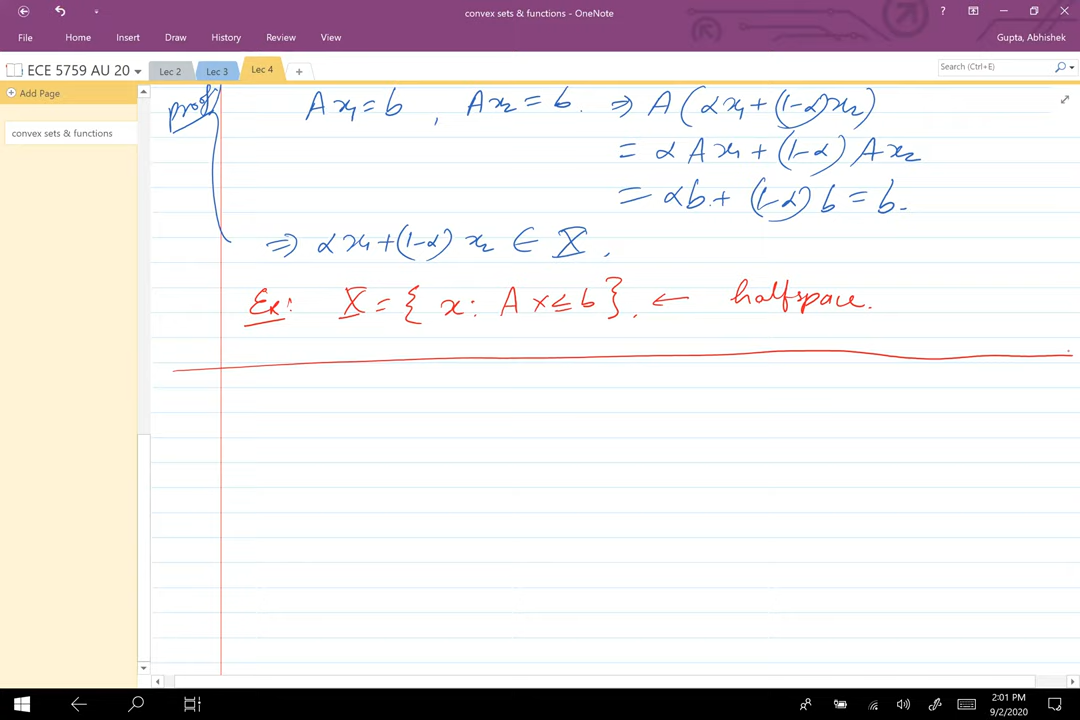 convex sets & functions - OneNote
?
File Home Insert Draw History Review View
Gupta, Abhishek
ECE 5759 AU 20 Lec 2 Lec 3 Lec 4 +
Search (Ctrl+E)
Add Page
convex sets & functions
proof Ax₁ = b , Ax₂ = b. ⇒ A(αx₁+(1-α)x₂)
= α Ax₁ + (1-α) Ax₂
= αb + (1-α) b = b.
⇒ αx₁+(1-α) x₂ ∈ X.
Ex: X = { x : Ax ≤ b }. ← halfspace.
2:01 PM
9/2/2020